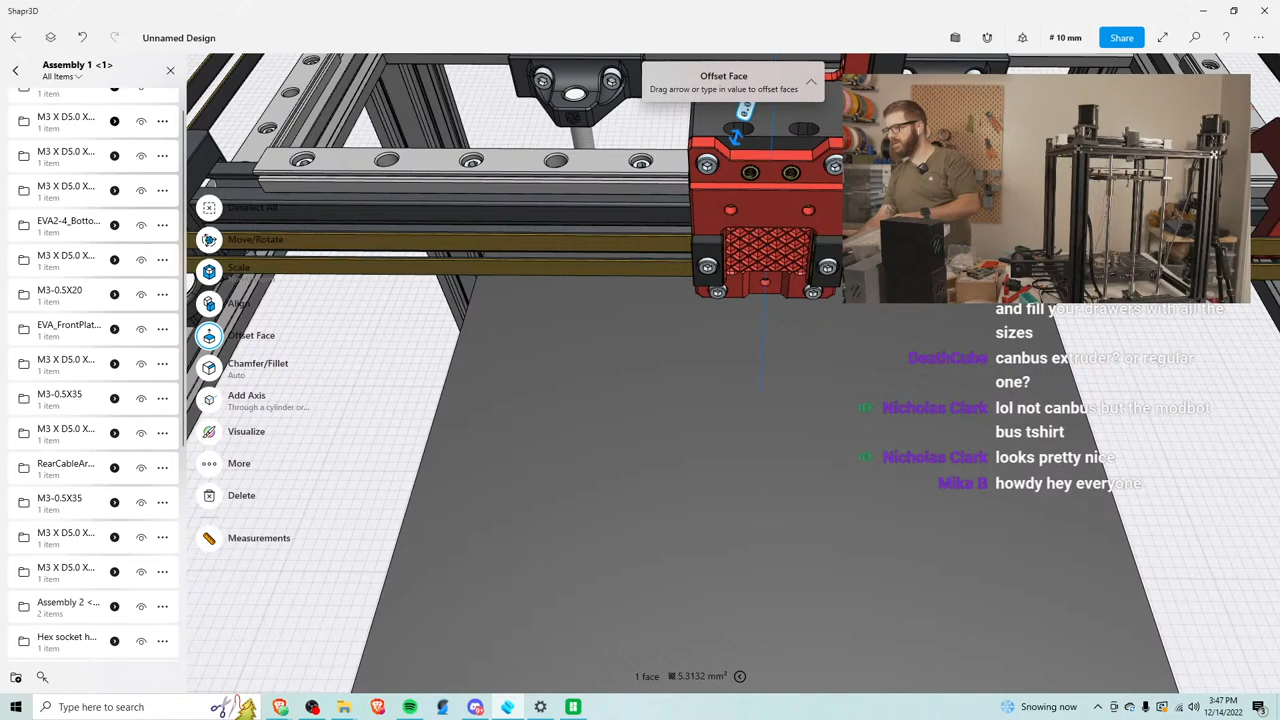 Shapr3D
Unnamed Design
# 10 mm
Share
Assembly 1 <1>
All Items
1 item
M3 X D5.0 X...
1 item
M3 X D5.0 X...
1 item
M3 X D5.0 X...
1 item
EVA2-4_Botto...
1 item
M3 X D5.0 X...
1 item
M3-0.5X20
1 item
EVA_FrontPlat...
1 item
M3 X D5.0 X...
1 item
M3-0.5X35
1 item
M3 X D5.0 X...
1 item
RearCableAr...
1 item
M3-0.5X35
1 item
M3 X D5.0 X...
1 item
M3 X D5.0 X...
1 item
Assembly 2 <...
2 items
Hex socket h...
1 item
Deselect All
Move/Rotate
Scale
Align
Offset Face
Chamfer/Fillet
Auto
Add Axis
Through a cylinder or...
Visualize
More
Delete
Measurements
Offset Face
Drag arrow or type in value to offset faces
0.0
and fill your drawers with all the
sizes
DeathCube canbus extruder? or regular
one?
Nicholas Clark lol not canbus but the modbot
bus tshirt
Nicholas Clark looks pretty nice
Mika B howdy hey everyone
1 face 5.3132 mm²
Type here to search
Snowing now
3:47 PM
12/14/2022
3